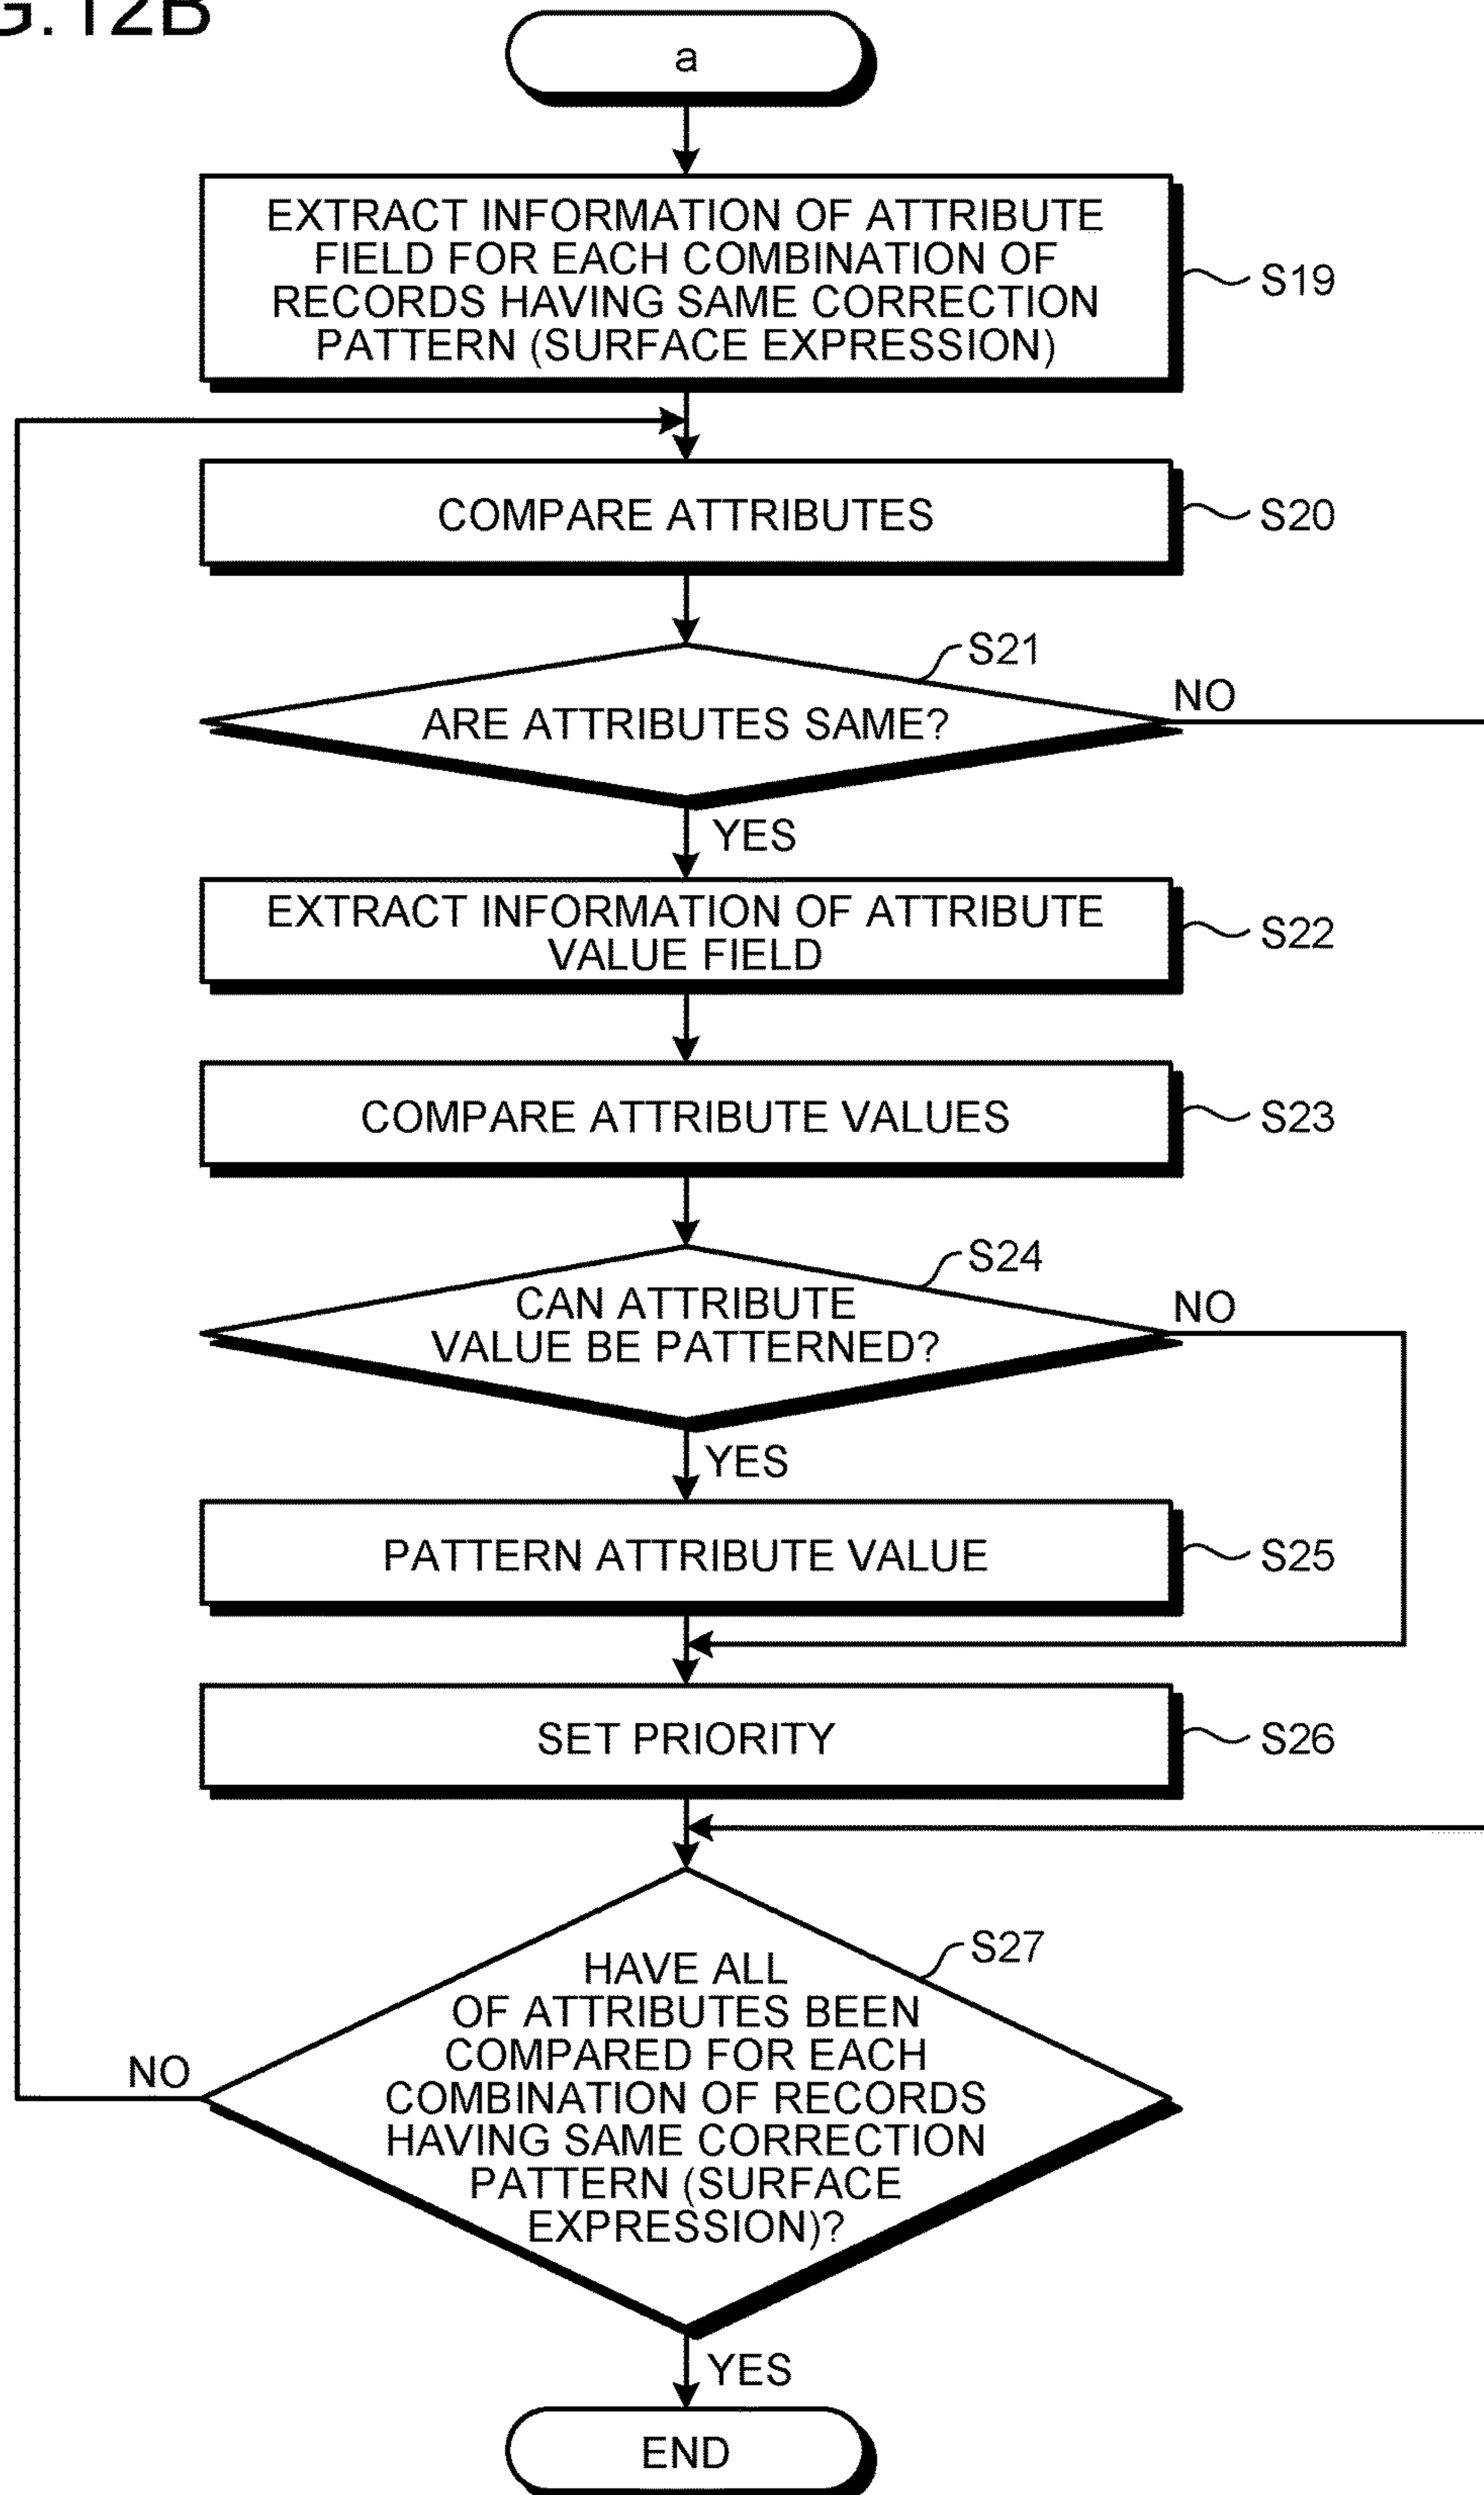 G.12B
a
EXTRACT INFORMATION OF ATTRIBUTE
FIELD FOR EACH COMBINATION OF
RECORDS HAVING SAME CORRECTION
PATTERN (SURFACE EXPRESSION)
S19
COMPARE ATTRIBUTES
S20
S21
ARE ATTRIBUTES SAME?
NO
YES
EXTRACT INFORMATION OF ATTRIBUTE
VALUE FIELD
S22
COMPARE ATTRIBUTE VALUES
S23
S24
CAN ATTRIBUTE
VALUE BE PATTERNED?
NO
YES
PATTERN ATTRIBUTE VALUE
S25
SET PRIORITY
S26
S27
HAVE ALL
OF ATTRIBUTES BEEN
COMPARED FOR EACH
COMBINATION OF RECORDS
HAVING SAME CORRECTION
PATTERN (SURFACE
EXPRESSION)?
NO
YES
END